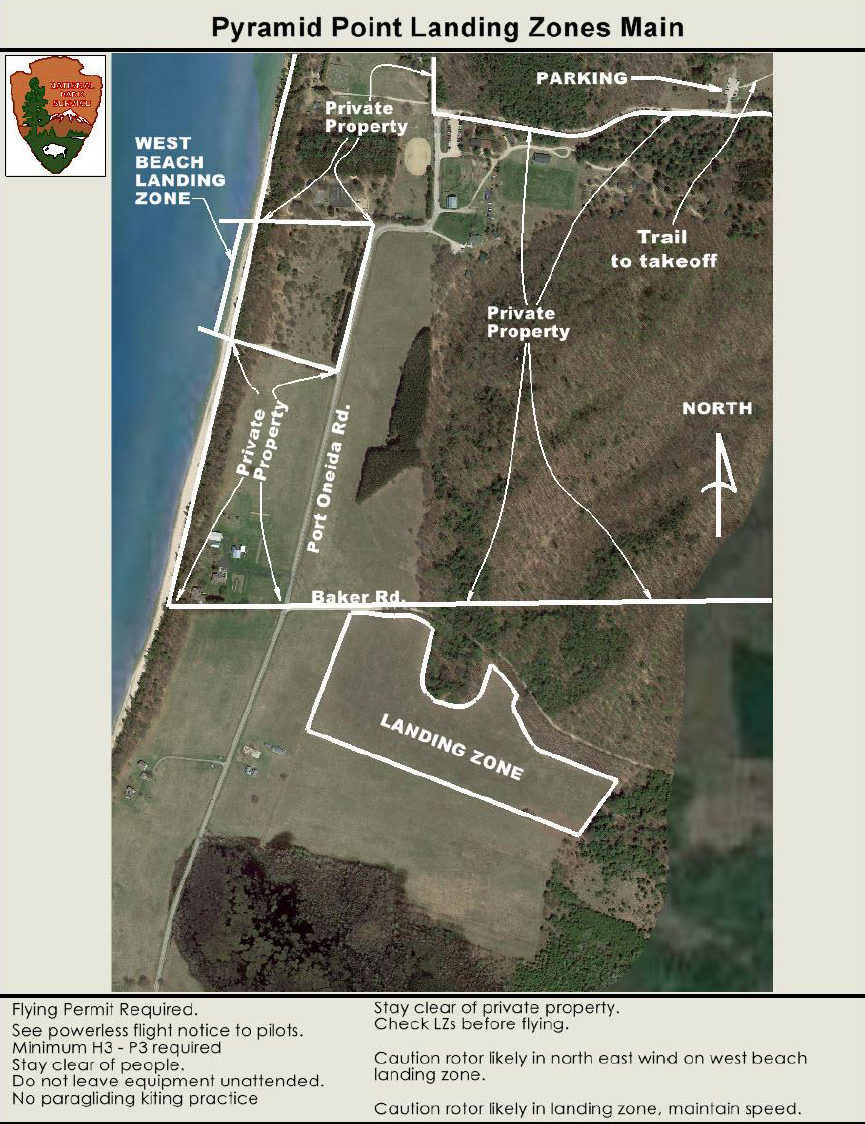 Pyramid Point Landing Zones Main
NATIONAL
PARK
SERVICE
PARKING
Private
Property
WEST
BEACH
LANDING
ZONE
Trail
to takeoff
Private
Property
NORTH
Private
Property
Port Oneida Rd.
Baker Rd.
LANDING ZONE
Flying Permit Required.
See powerless flight notice to pilots.
Minimum H3 - P3 required
Stay clear of people.
Do not leave equipment unattended.
No paragliding kiting practice
Stay clear of private property.
Check LZs before flying.
Caution rotor likely in north east wind on west beach
landing zone.
Caution rotor likely in landing zone, maintain speed.